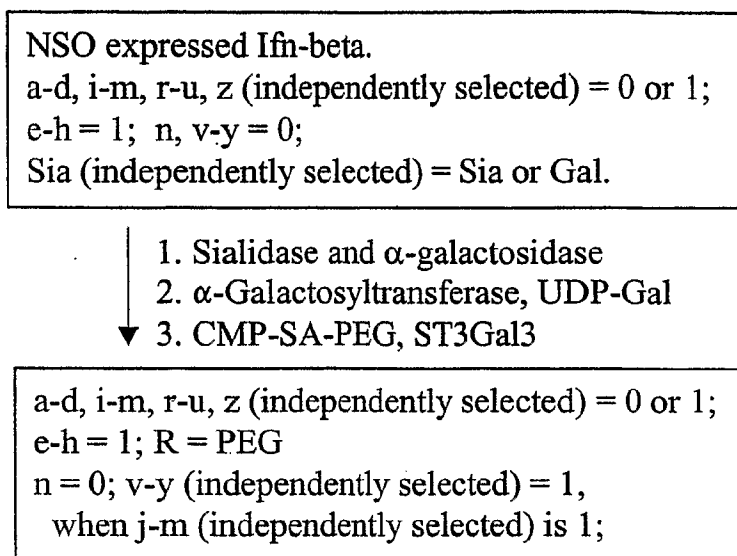 NSO expressed Ifn-beta.
a-d, i-m, r-u, z (independently selected) = 0 or 1;
e-h = 1; n, v-y = 0;
Sia (independently selected) = Sia or Gal.
1. Sialidase and α-galactosidase
2. α-Galactosyltransferase, UDP-Gal
3. CMP-SA-PEG, ST3Gal3
a-d, i-m, r-u, z (independently selected) = 0 or 1;
e-h = 1; R = PEG
n = 0; v-y (independently selected) = 1,
when j-m (independently selected) is 1;